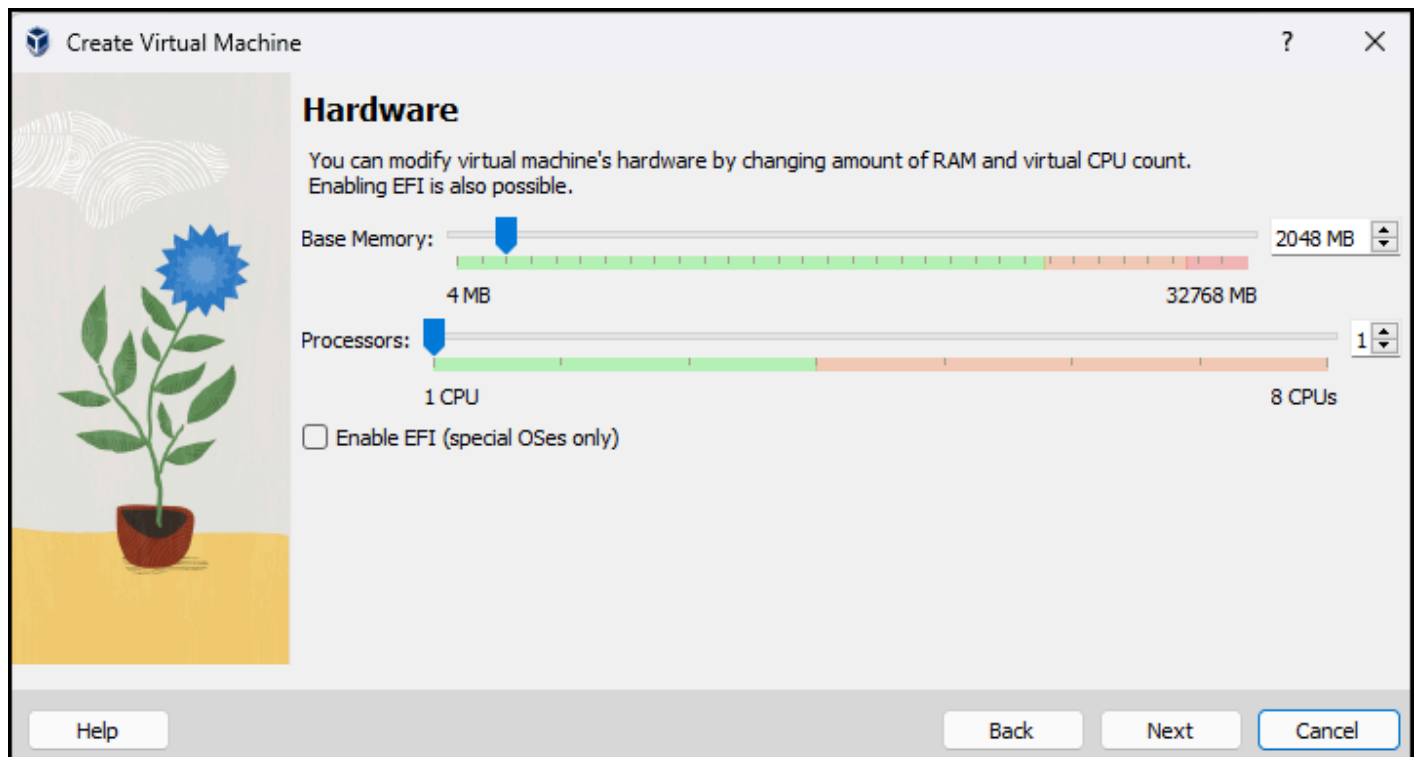 Create Virtual Machine
?
Hardware
You can modify virtual machine's hardware by changing amount of RAM and virtual CPU count.
Enabling EFI is also possible.
Base Memory:
2048 MB
4 MB
32768 MB
Processors:
1
1 CPU
8 CPUs
Enable EFI (special OSes only)
Help
Back
Next
Cancel